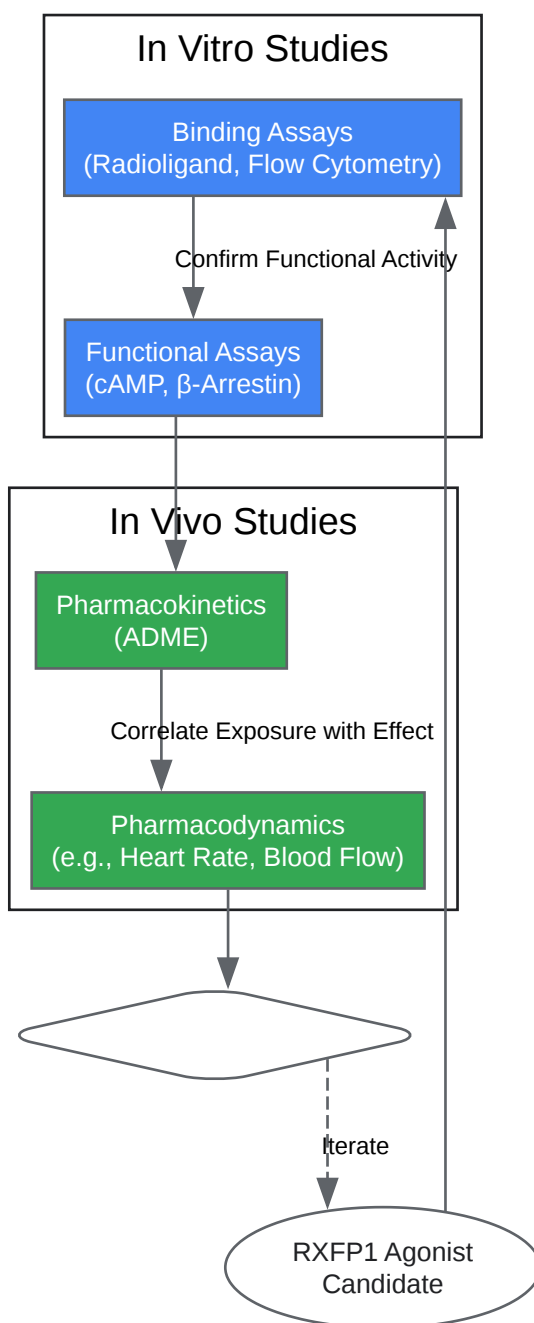 In Vitro Studies
Binding Assays
(Radioligand, Flow Cytometry)
Confirm Functional Activity
Functional Assays
(cAMP, β-Arrestin)
In Vivo Studies
Pharmacokinetics
(ADME)
Correlate Exposure with Effect
Pharmacodynamics
(e.g., Heart Rate, Blood Flow)
Iterate
RXFP1 Agonist
Candidate